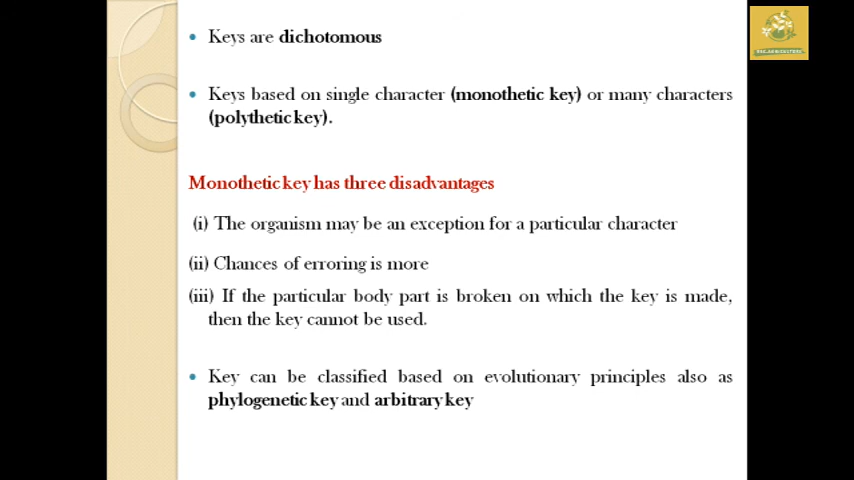 Keys are dichotomous
Keys based on single character (monothetic key) or many characters
(polythetic key).
Monothetic key has three disadvantages
(i) The organism may be an exception for a particular character
(ii) Chances of erroring is more
(iii) If the particular body part is broken on which the key is made,
then the key cannot be used.
Key can be classified based on evolutionary principles also as
phylogenetic key and arbitrary key